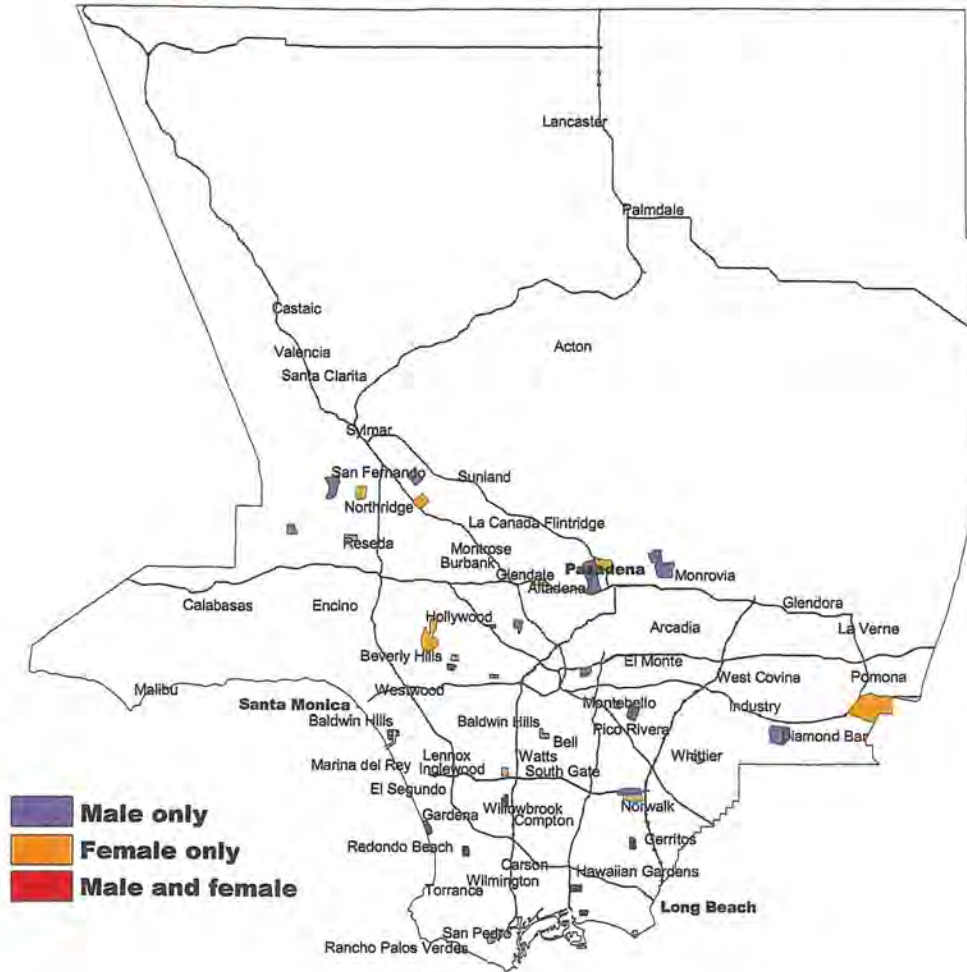 Lancaster
Palmdale
Castaic
Acton
Valencia
Santa Clarita
Sylmar
San Fernando
Sunland
Northridge
La Canada Flintridge
Reseda
Montrose
Burbank
Pasadena
Glendale
Monrovia
Altadena
Calabasas
Encino
Glendora
Hollywood
Arcadia
La Verne
Beverly Hills
El Monte
West Covina
Pomona
Malibu
Westwood
Santa Monica
Montebello
Industry
Baldwin Hills
Baldwin Hills
Pico Rivera
Diamond Bar
Bell
Lennox
Watts
Whittier
Marina del Rey
Inglewood
South Gate
El Segundo
Willowbrook
Norwalk
Gardena
Compton
Redondo Beach
Cerritos
Carson
Hawaiian Gardens
Wilmington
Torrance
Long Beach
San Pedro
Rancho Palos Verdes
Male only
Female only
Male and female